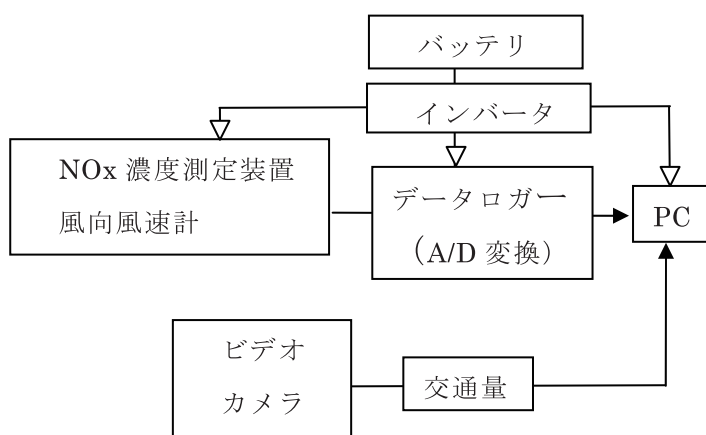 バッテリ
インバータ
NOx 濃度測定装置
風向風速計
データロガー
（A/D 変換）
PC
ビデオ
カメラ
交通量